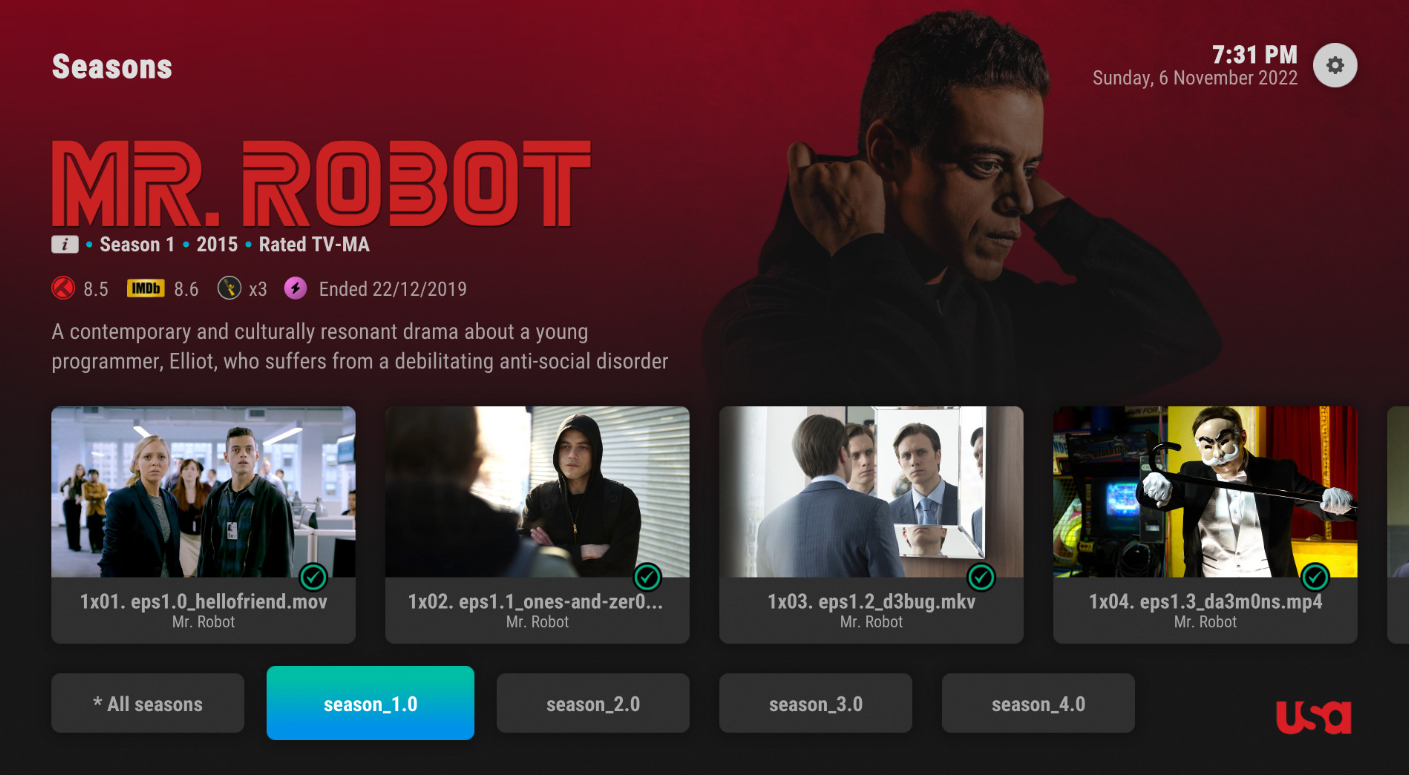 Seasons
7:31 PM
Sunday, 6 November 2022
MR. ROBOT
i • Season 1 • 2015 • Rated TV-MA
8.5 IMDb 8.6 x3 Ended 22/12/2019
A contemporary and culturally resonant drama about a young
programmer, Elliot, who suffers from a debilitating anti-social disorder
1x01. eps1.0_hellofriend.mov
Mr. Robot
1x02. eps1.1_ones-and-zer0...
Mr. Robot
1x03. eps1.2_d3bug.mkv
Mr. Robot
1x04. eps1.3_da3m0ns.mp4
Mr. Robot
* All seasons
season_1.0
season_2.0
season_3.0
season_4.0
usa